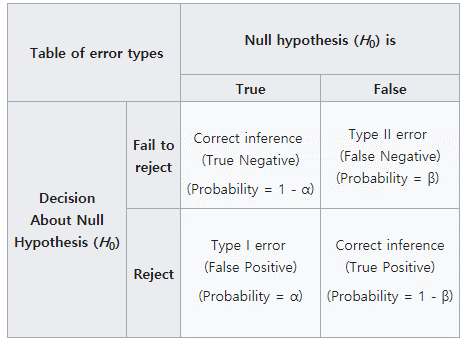 Table of error types
Null hypothesis (H0) is
True
False
Decision
About Null
Hypothesis (H0)
Fail to
reject
Correct inference
(True Negative)
(Probability = 1 - α)
Type II error
(False Negative)
(Probability = β)
Reject
Type I error
(False Positive)
(Probability = α)
Correct inference
(True Positive)
(Probability = 1 - β)